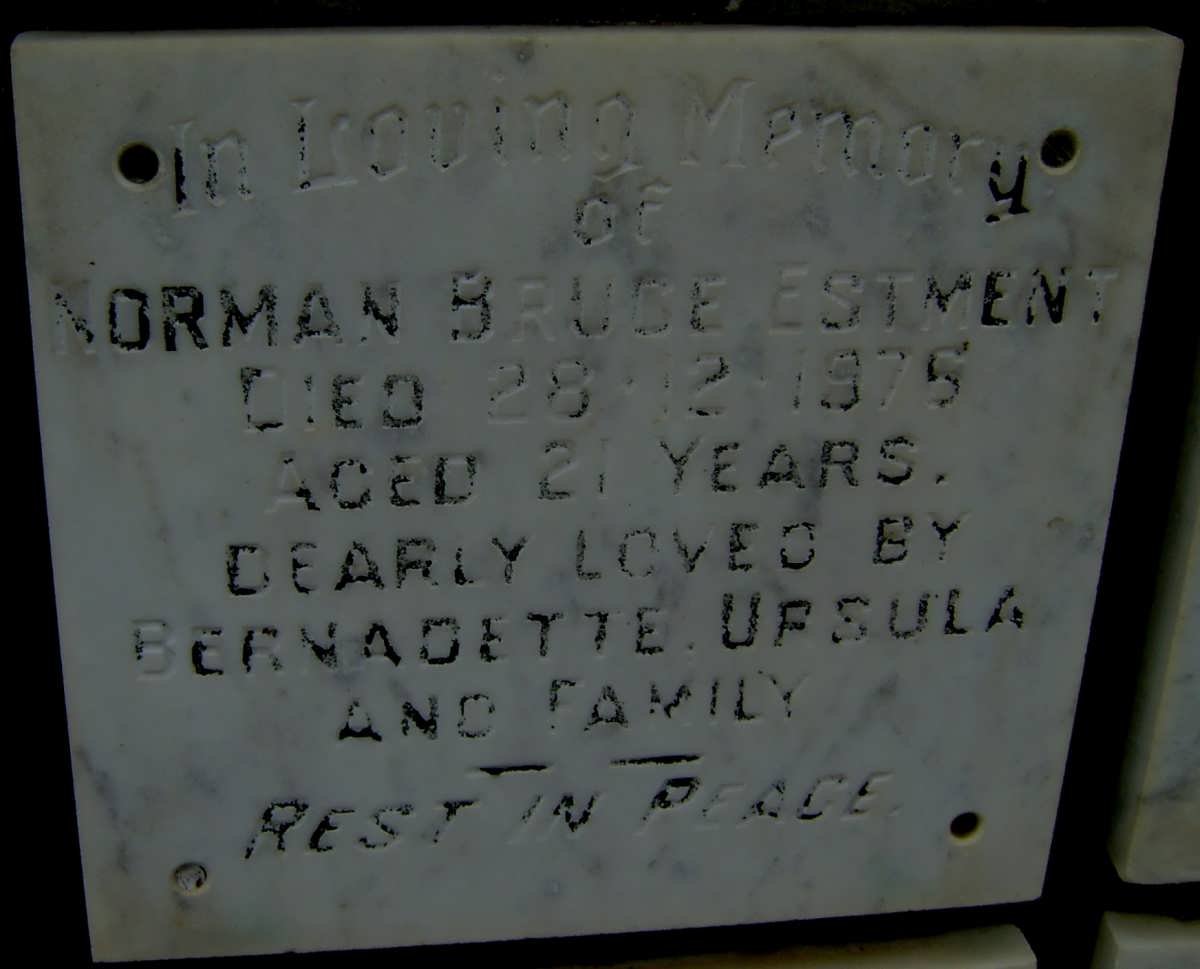 In Loving Memory
of
NORMAN BRUCE ESTMENT
DIED 28·12·1975
AGED 21 YEARS.
DEARLY LOVED BY
BERNADETTE, URSULA
AND FAMILY
REST IN PEACE.